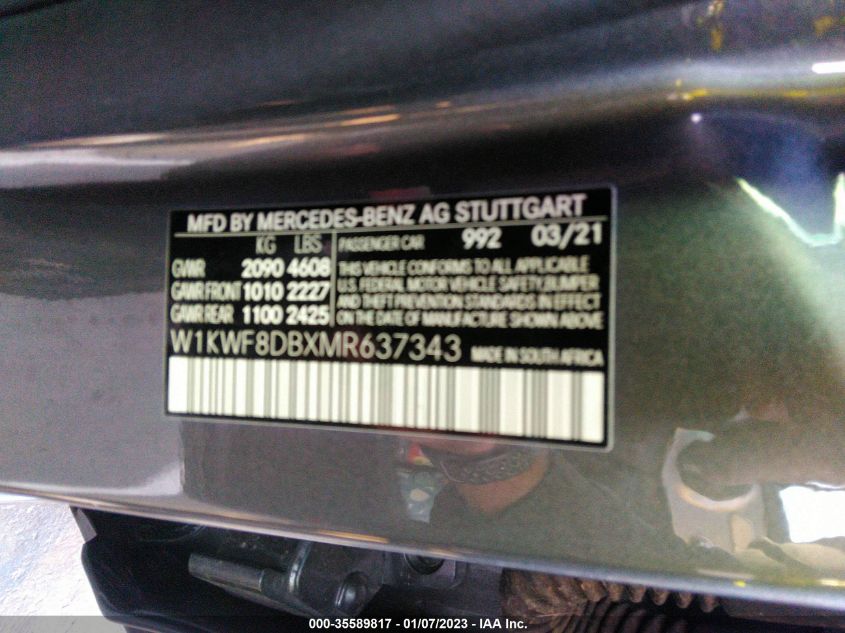 MFD BY MERCEDES-BENZ AG STUTTGART
KG LBS
GVWR 2090 4608
GAWR FRONT 1010 2227
GAWR REAR 1100 2425
PASSENGER CAR 992 03/21
THIS VEHICLE CONFORMS TO ALL APPLICABLE
U.S. FEDERAL MOTOR VEHICLE SAFETY, BUMPER
AND THEFT PREVENTION STANDARDS IN EFFECT
ON THE DATE OF MANUFACTURE SHOWN ABOVE.
W1KWF8DBXMR637343 MADE IN SOUTH AFRICA
000-35589817 - 01/07/2023 - IAA Inc.